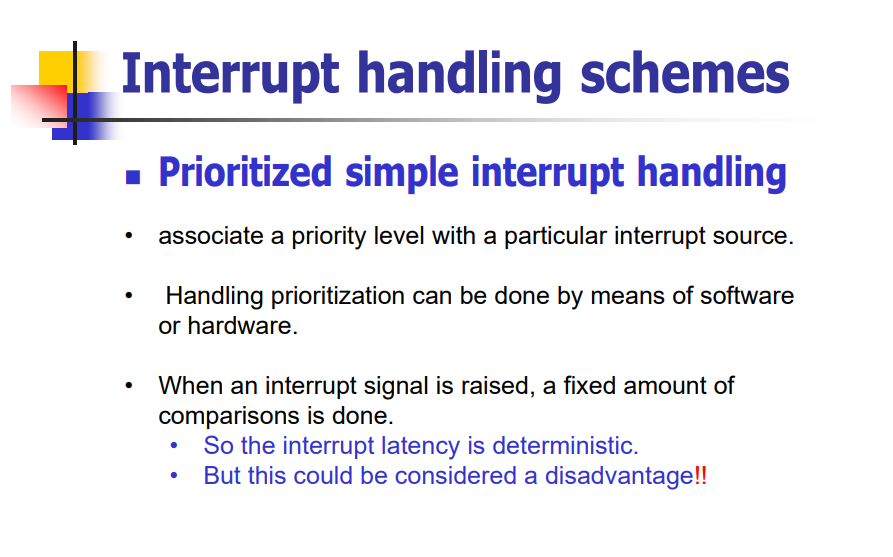 Interrupt handling schemes
■ Prioritized simple interrupt handling
• associate a priority level with a particular interrupt source.
• Handling prioritization can be done by means of software
or hardware.
• When an interrupt signal is raised, a fixed amount of
comparisons is done.
• So the interrupt latency is deterministic.
• But this could be considered a disadvantage!!